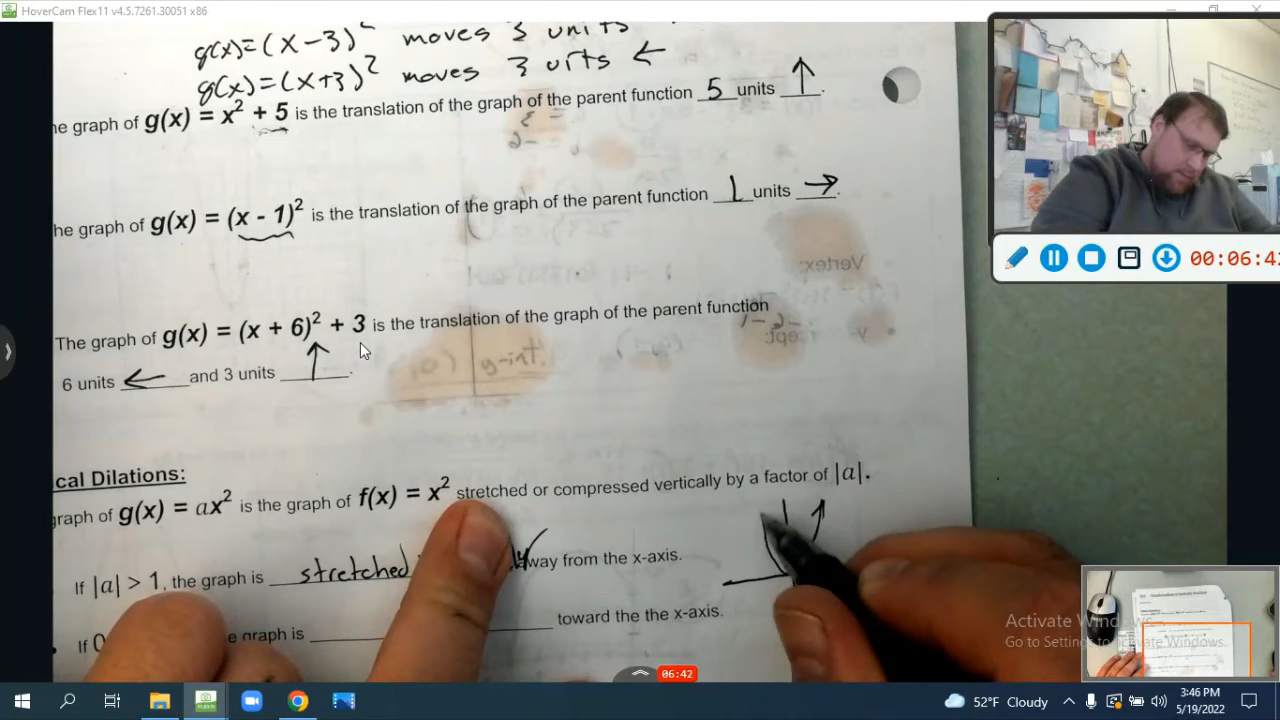 HoverCam Flex11 v4.5.7261.30051 x86
g(x)=(x-3)² moves 3 units
g(x)=(x+3)² moves 3 urts ←
he graph of g(x) = x² + 5 is the translation of the graph of the parent function 5 units ↑.
he graph of g(x) = (x - 1)² is the translation of the graph of the parent function 1 units →.
The graph of g(x) = (x + 6)² + 3 is the translation of the graph of the parent function
6 units ← and 3 units ↑.
cal Dilations:
graph of g(x) = ax² is the graph of f(x) = x² stretched or compressed vertically by a factor of |a|.
If |a| > 1, the graph is stretched away from the x-axis.
If 0 e graph is toward the the x-axis.
Vertex:
y-int.
00:06:4
Activate Windows
Go to Settings to activate Windows.
06:42
52°F Cloudy
3:46 PM
5/19/2022